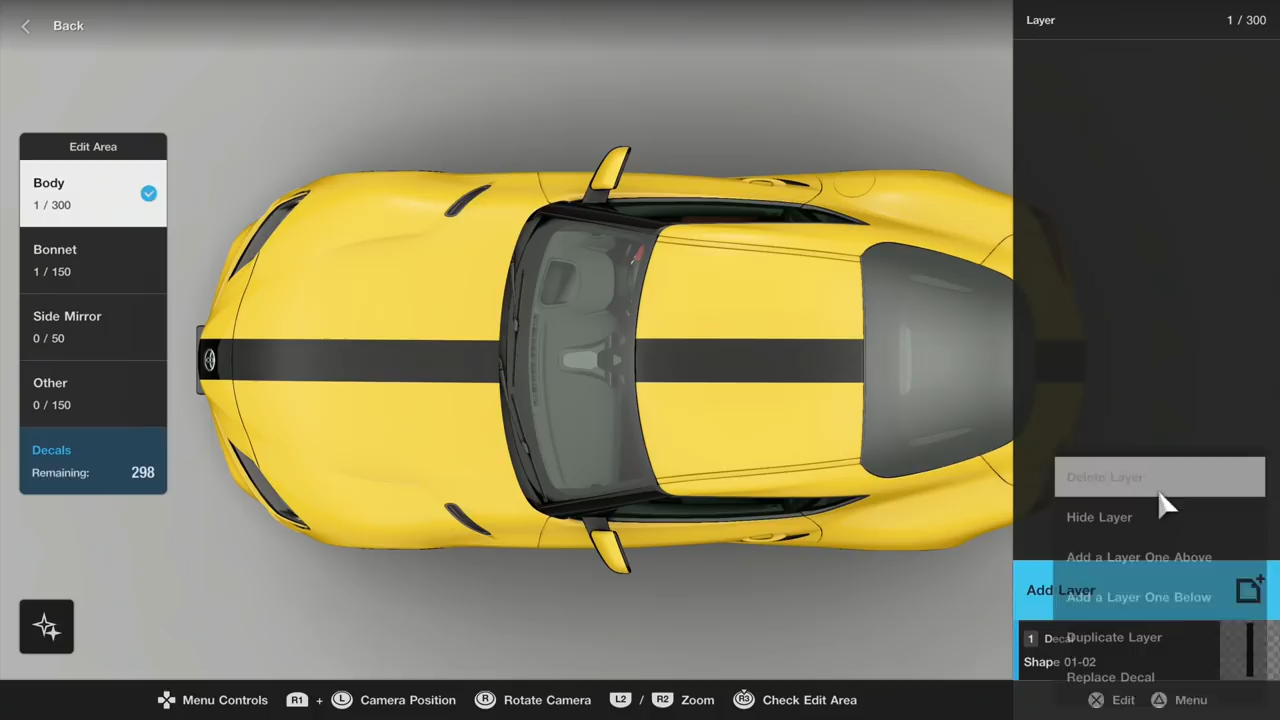 Back
Layer
1 / 300
Edit Area
Body
1 / 300
Bonnet
1 / 150
Side Mirror
0 / 50
Other
0 / 150
Decals
Remaining: 298
Delete Layer
Hide Layer
Add a Layer One Above
Add Layer
Add a Layer One Below
1 Decal
Duplicate Layer
Shape 01-02
Replace Decal
Menu Controls
R1 + L Camera Position
R Rotate Camera
L2 / R2 Zoom
R3 Check Edit Area
Edit
Menu